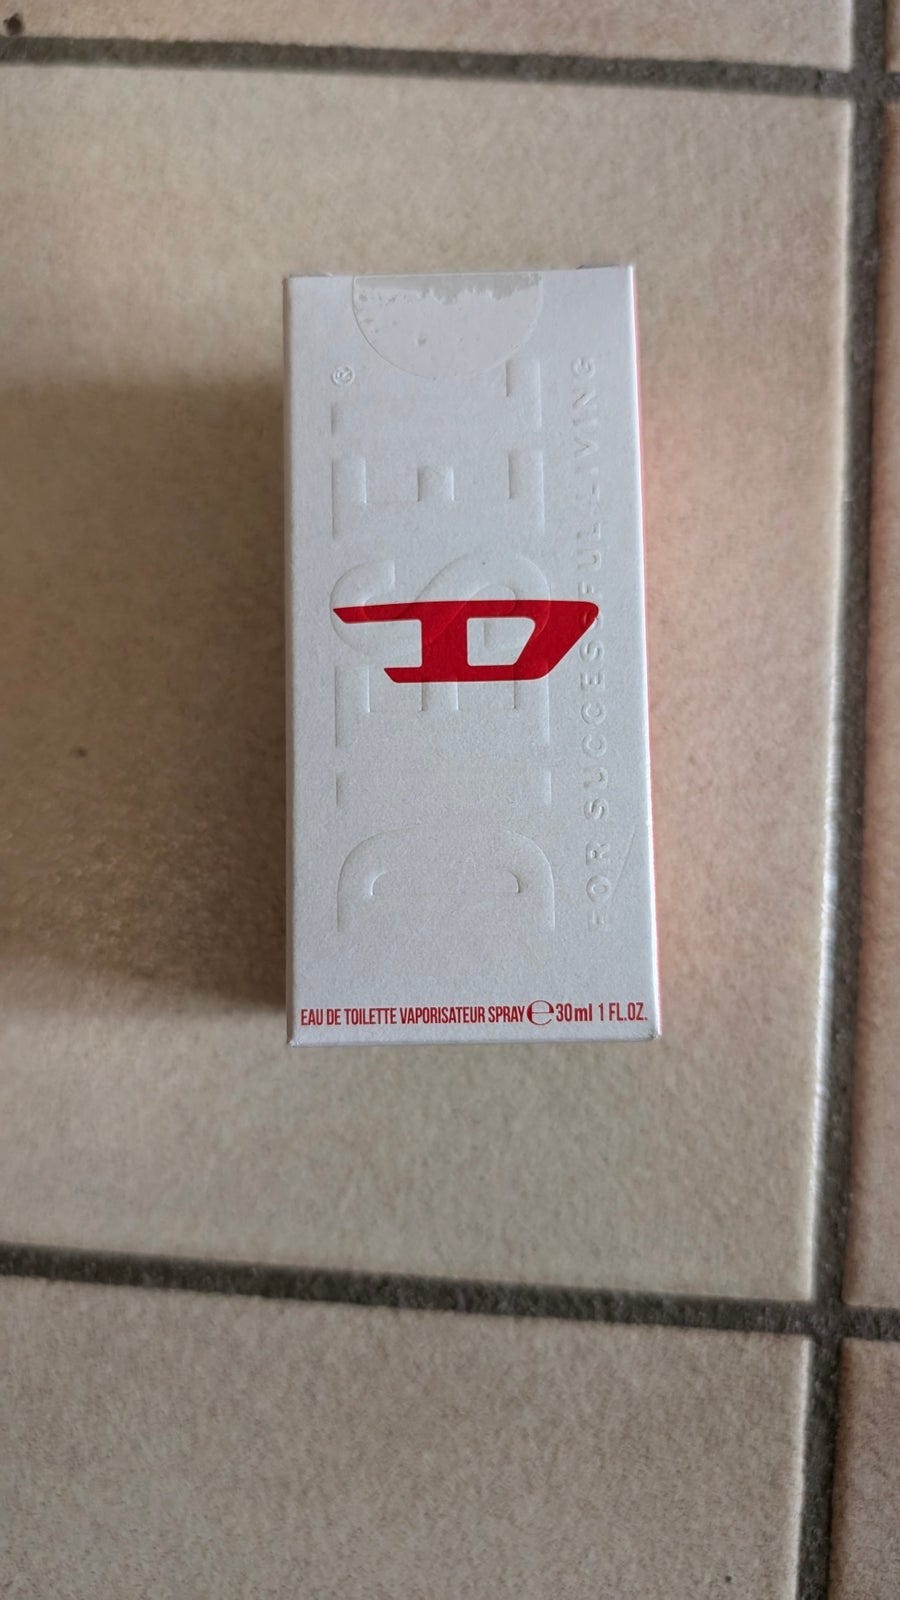 DIESEL®
FOR SUCCESSFUL LIVING
D
EAU DE TOILETTE VAPORISATEUR SPRAY ℮ 30ml 1 FL.OZ.